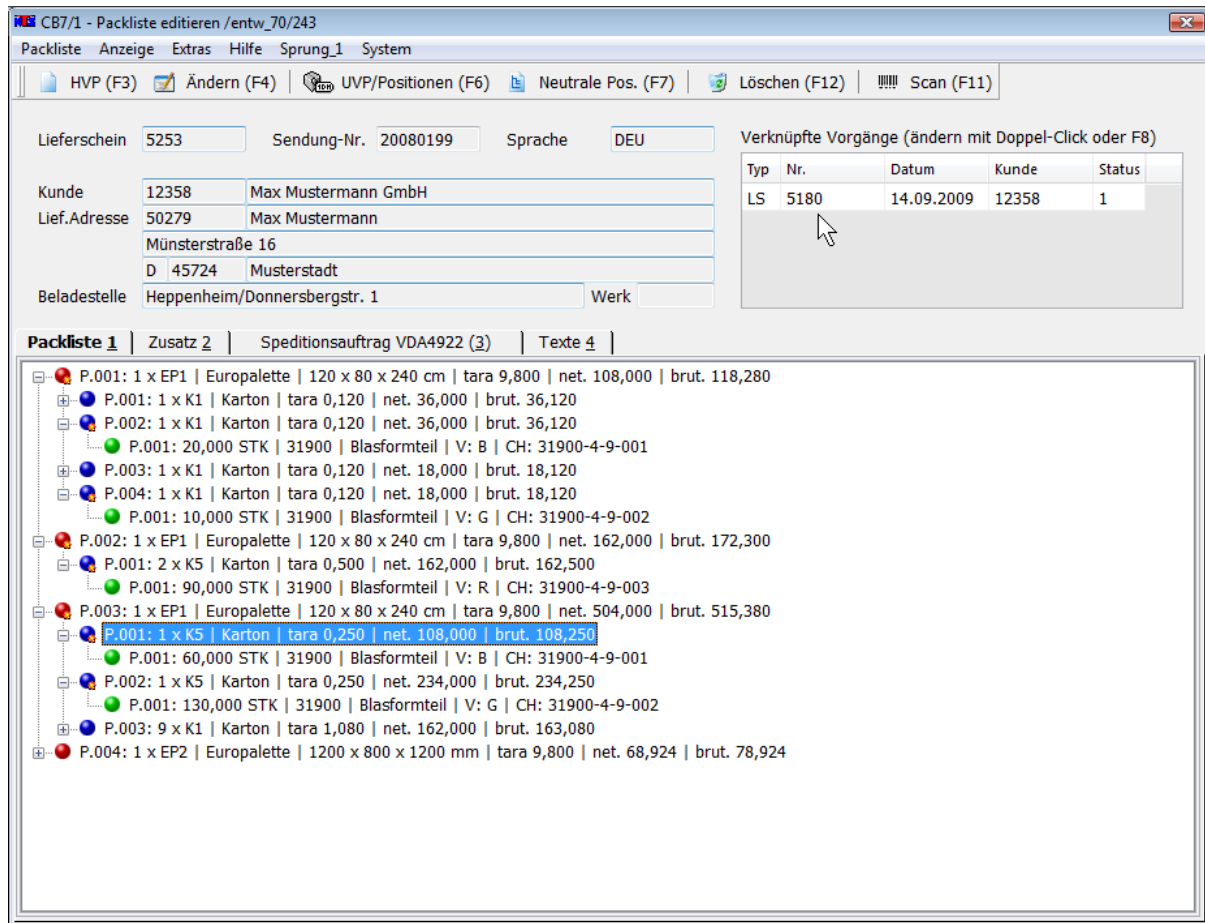 CB7/1 - Packliste editieren /entw_70/243
Packliste Anzeige Extras Hilfe Sprung_1 System
HVP (F3) Ändern (F4) UVP/Positionen (F6) Neutrale Pos. (F7) Löschen (F12) Scan (F11)
Lieferschein 5253 Sendung-Nr. 20080199 Sprache DEU
Verknüpfte Vorgänge (ändern mit Doppel-Click oder F8)
Typ Nr. Datum Kunde Status
LS 5180 14.09.2009 12358 1
Kunde 12358 Max Mustermann GmbH
Lief.Adresse 50279 Max Mustermann
Münsterstraße 16
D 45724 Musterstadt
Beladestelle Heppenheim/Donnersbergstr. 1 Werk
Packliste 1 Zusatz 2 Speditionsauftrag VDA4922 (3) Texte 4
P.001: 1 x EP1 | Europalette | 120 x 80 x 240 cm | tara 9,800 | net. 108,000 | brut. 118,280
P.001: 1 x K1 | Karton | tara 0,120 | net. 36,000 | brut. 36,120
P.002: 1 x K1 | Karton | tara 0,120 | net. 36,000 | brut. 36,120
P.001: 20,000 STK | 31900 | Blasformteil | V: B | CH: 31900-4-9-001
P.003: 1 x K1 | Karton | tara 0,120 | net. 18,000 | brut. 18,120
P.004: 1 x K1 | Karton | tara 0,120 | net. 18,000 | brut. 18,120
P.001: 10,000 STK | 31900 | Blasformteil | V: G | CH: 31900-4-9-002
P.002: 1 x EP1 | Europalette | 120 x 80 x 240 cm | tara 9,800 | net. 162,000 | brut. 172,300
P.001: 2 x K5 | Karton | tara 0,500 | net. 162,000 | brut. 162,500
P.001: 90,000 STK | 31900 | Blasformteil | V: R | CH: 31900-4-9-003
P.003: 1 x EP1 | Europalette | 120 x 80 x 240 cm | tara 9,800 | net. 504,000 | brut. 515,380
P.001: 1 x K5 | Karton | tara 0,250 | net. 108,000 | brut. 108,250
P.001: 60,000 STK | 31900 | Blasformteil | V: B | CH: 31900-4-9-001
P.002: 1 x K5 | Karton | tara 0,250 | net. 234,000 | brut. 234,250
P.001: 130,000 STK | 31900 | Blasformteil | V: G | CH: 31900-4-9-002
P.003: 9 x K1 | Karton | tara 1,080 | net. 162,000 | brut. 163,080
P.004: 1 x EP2 | Europalette | 1200 x 800 x 1200 mm | tara 9,800 | net. 68,924 | brut. 78,924